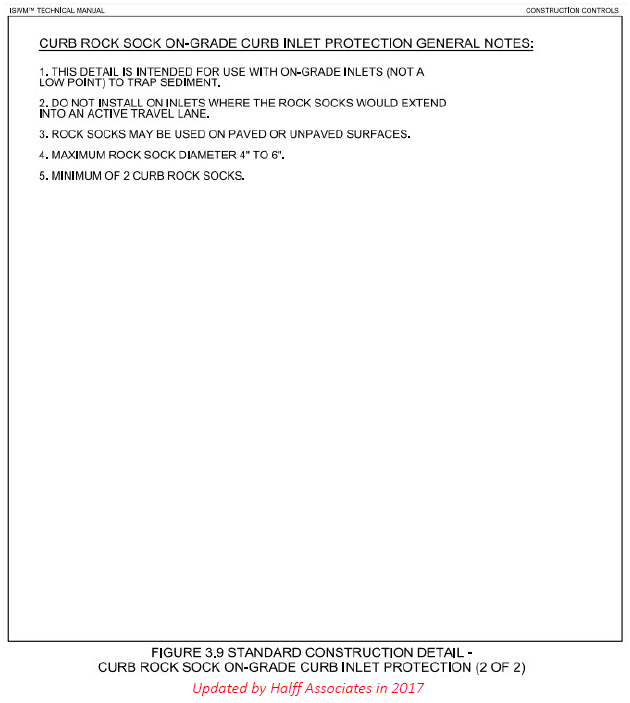 ISWM™ TECHNICAL MANUAL CONSTRUCTION CONTROLS
CURB ROCK SOCK ON-GRADE CURB INLET PROTECTION GENERAL NOTES:
1. THIS DETAIL IS INTENDED FOR USE WITH ON-GRADE INLETS (NOT A
LOW POINT) TO TRAP SEDIMENT.
2. DO NOT INSTALL ON INLETS WHERE THE ROCK SOCKS WOULD EXTEND
INTO AN ACTIVE TRAVEL LANE.
3. ROCK SOCKS MAY BE USED ON PAVED OR UNPAVED SURFACES.
4. MAXIMUM ROCK SOCK DIAMETER 4" TO 6".
5. MINIMUM OF 2 CURB ROCK SOCKS.
FIGURE 3.9 STANDARD CONSTRUCTION DETAIL -
CURB ROCK SOCK ON-GRADE CURB INLET PROTECTION (2 OF 2)
Updated by Halff Associates in 2017